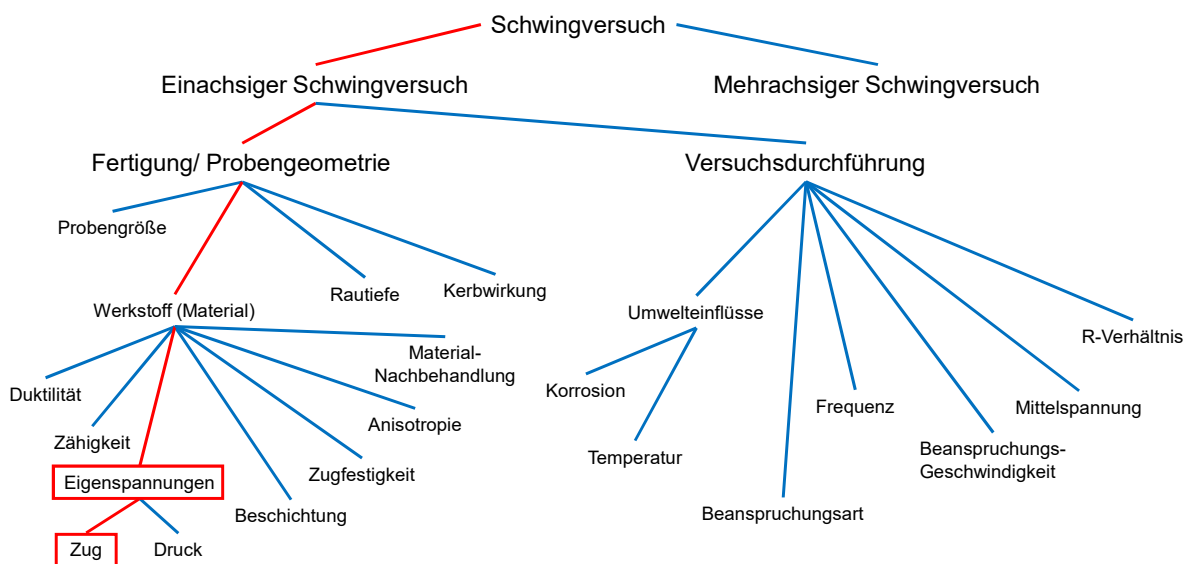 Schwingversuch
Einachsiger Schwingversuch
Mehrachsiger Schwingversuch
Fertigung/ Probengeometrie
Versuchsdurchführung
Probengröße
Rautiefe
Kerbwirkung
Werkstoff (Material)
Umwelteinflüsse
R-Verhältnis
Material-
Nachbehandlung
Duktilität
Korrosion
Frequenz
Mittelspannung
Anisotropie
Zähigkeit
Beanspruchungs-
Geschwindigkeit
Temperatur
Zugfestigkeit
Eigenspannungen
Beschichtung
Beanspruchungsart
Zug
Druck